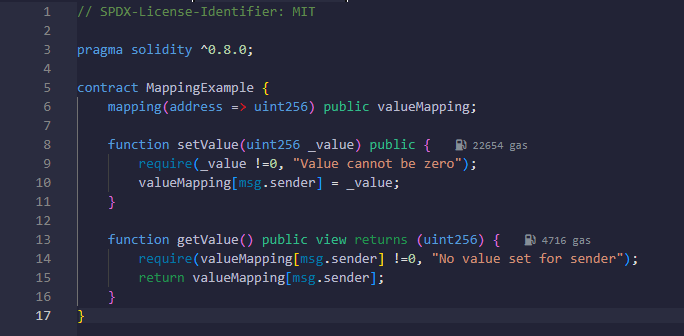 1 // SPDX-License-Identifier: MIT
2
3 pragma solidity ^0.8.0;
4
5 contract MappingExample {
6     mapping(address => uint256) public valueMapping;
7
8     function setValue(uint256 _value) public {    22654 gas
9         require(_value !=0, "Value cannot be zero");
10         valueMapping[msg.sender] = _value;
11     }
12
13     function getValue() public view returns (uint256) {    4716 gas
14         require(valueMapping[msg.sender] !=0, "No value set for sender");
15         return valueMapping[msg.sender];
16     }
17 }